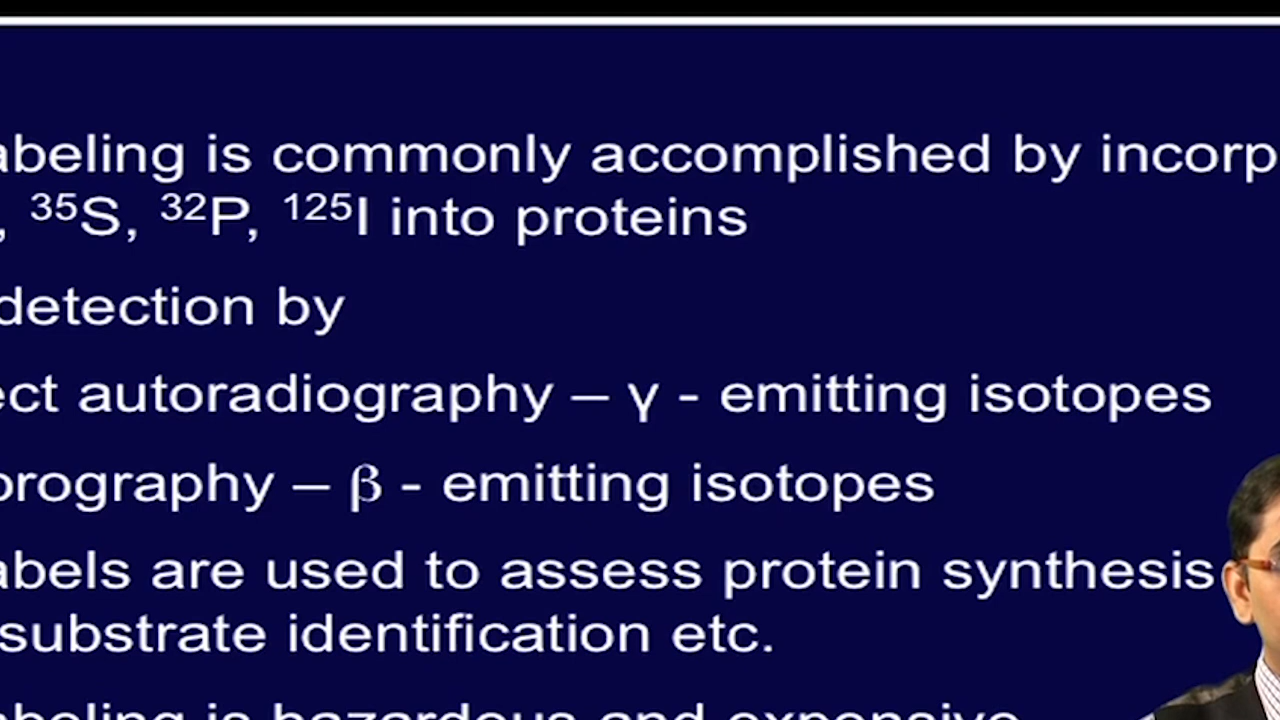 abeling is commonly accomplished by incorp
, ³⁵S, ³²P, ¹²⁵I into proteins
detection by
ect autoradiography – γ - emitting isotopes
orography – β - emitting isotopes
abels are used to assess protein synthesis
substrate identification etc.
abeling is hazardous and expensive